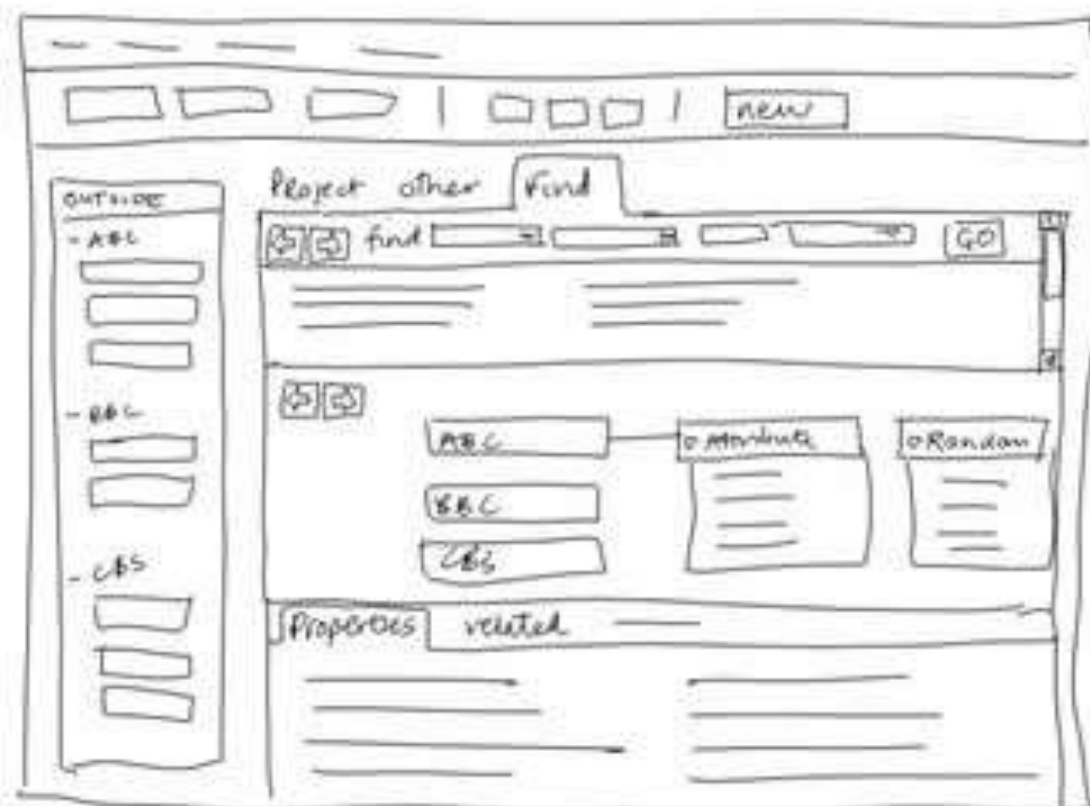 new
Project other Find
OUTSIDE
- ABC
find GO
- BBC
ABC
Attribute
Random
BBC
CBS
- CBS
Properties related